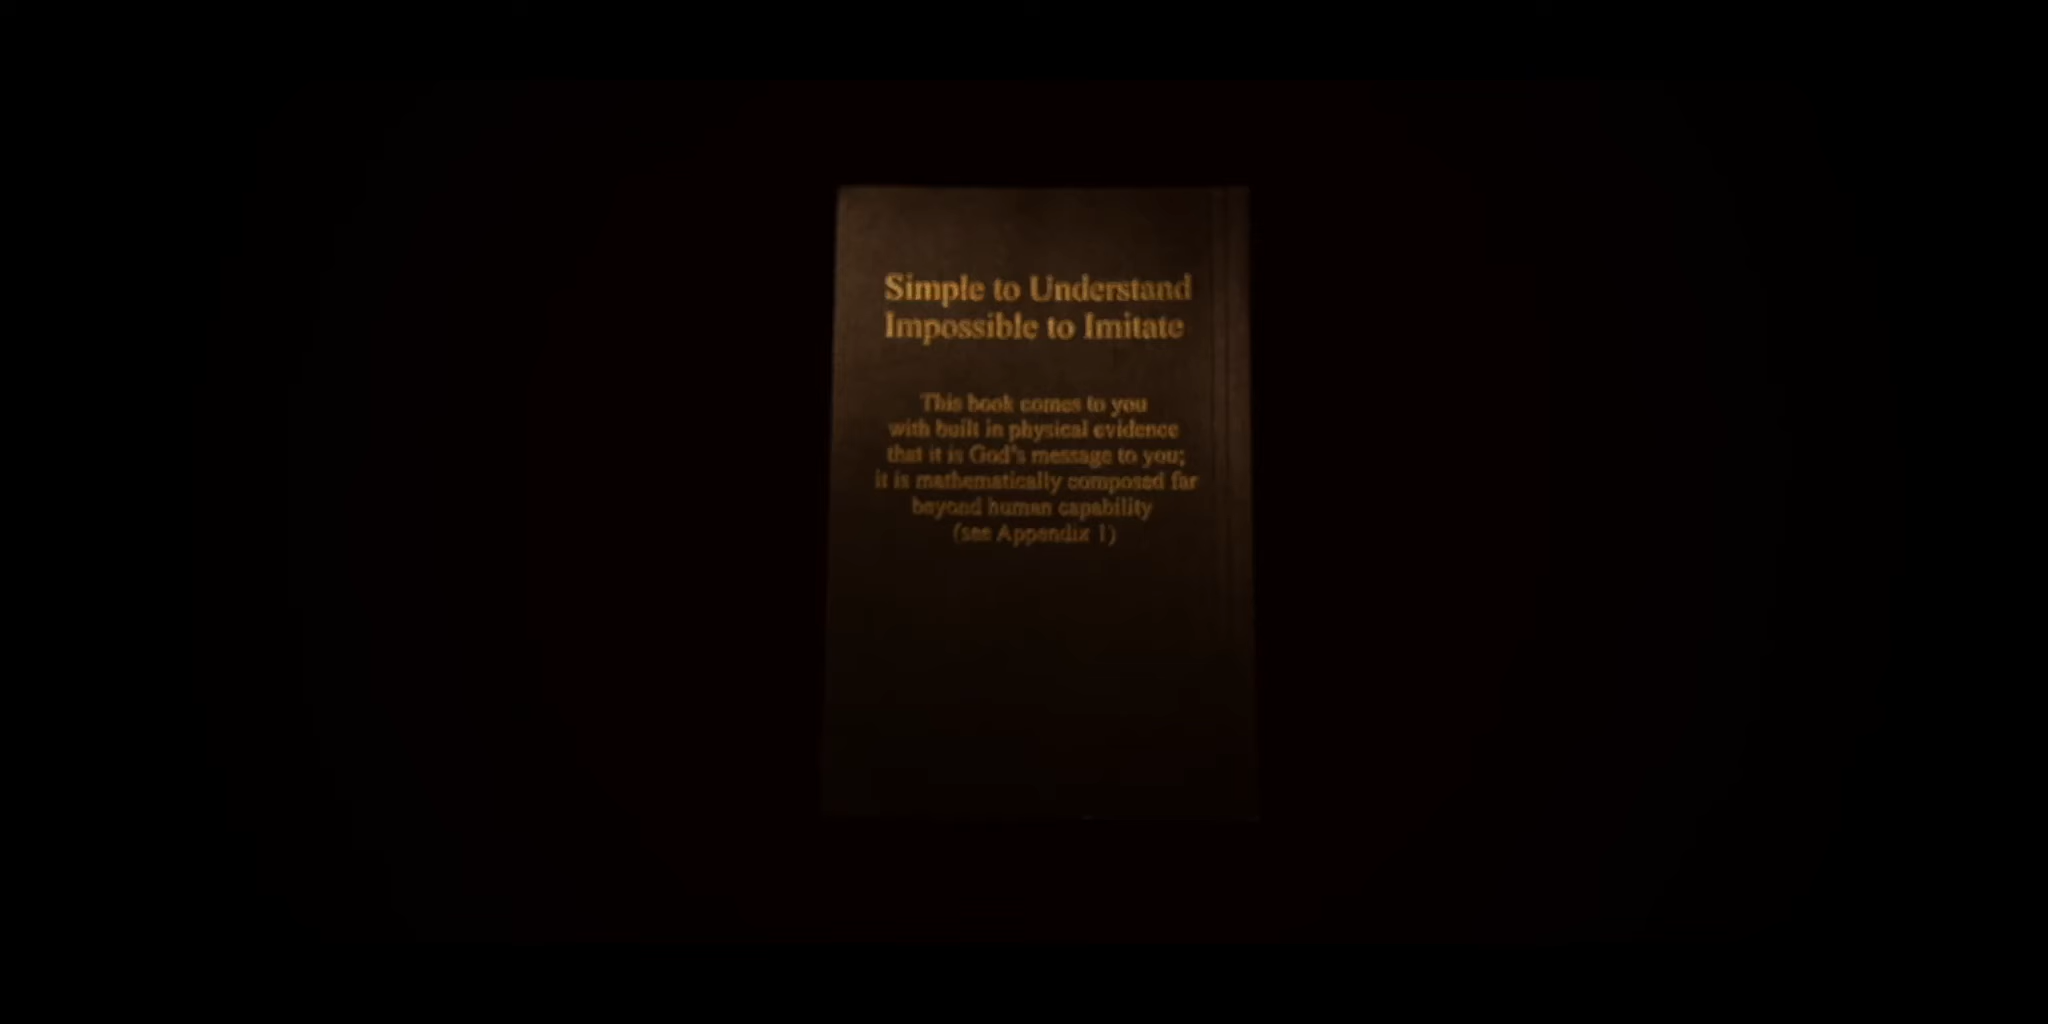 Simple to Understand
Impossible to Imitate
This book comes to you
with built in physical evidence
that it is God's message to you;
it is mathematically composed far
beyond human capability
(see Appendix 1)